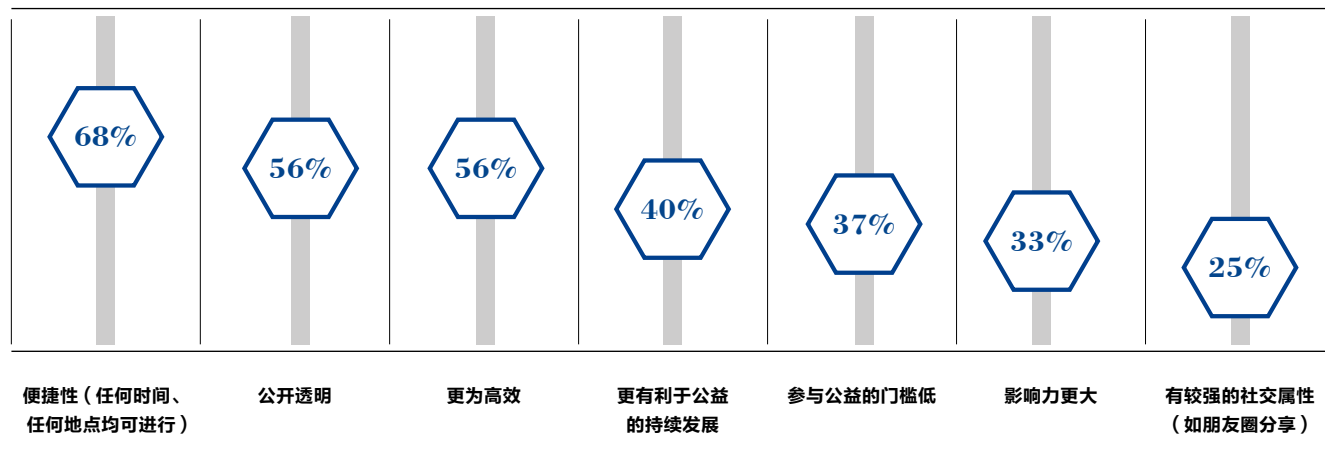 68%
56%
56%
40%
37%
33%
25%
便捷性（任何时间、
任何地点均可进行）
公开透明
更为高效
更有利于公益
的持续发展
参与公益的门槛低
影响力更大
有较强的社交属性
（如朋友圈分享）